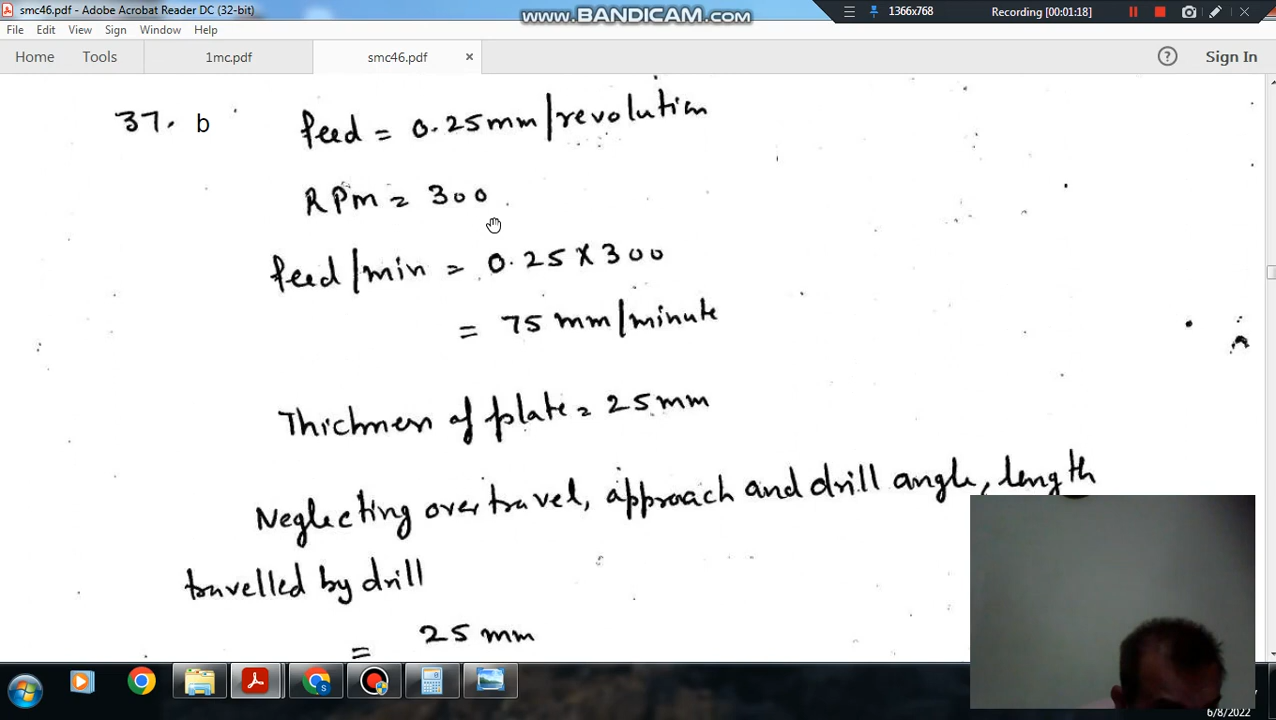 smc46.pdf - Adobe Acrobat Reader DC (32-bit)
www.BANDICAM.com
1366x768
Recording [00:01:18]
File Edit View Sign Window Help
Home Tools 1mc.pdf smc46.pdf × ? Sign In
37. b feed = 0.25mm/revolution
RPm = 300
feed/min = 0.25 X 300
= 75 mm/minute
Thickness of plate = 25mm
Neglecting over travel, approach and drill angle, length
travelled by drill
= 25 mm
6/8/2022